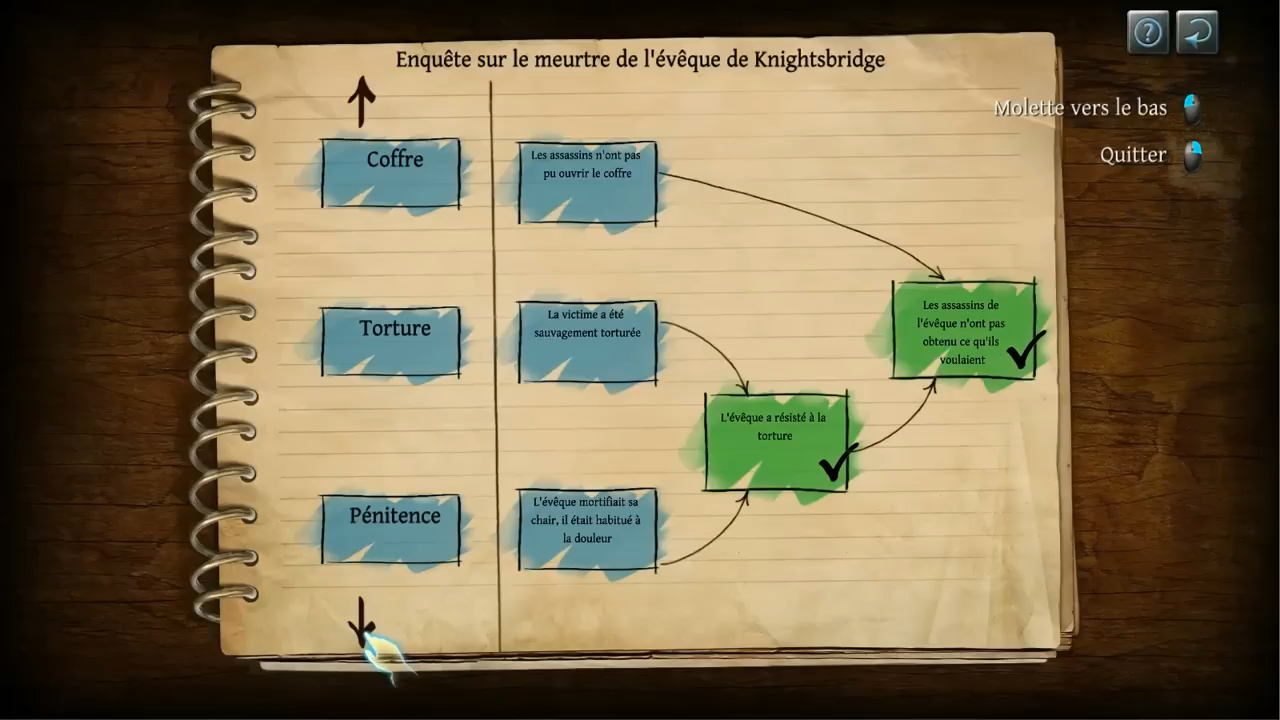 Enquête sur le meurtre de l'évêque de Knightsbridge
Molette vers le bas
Quitter
Coffre
Les assassins n'ont pas
pu ouvrir le coffre
Torture
La victime a été
sauvagement torturée
Les assassins de
l'évêque n'ont pas
obtenu ce qu'ils
voulaient
L'évêque a résisté à la
torture
Pénitence
L'évêque mortifiait sa
chair, il était habitué à
la douleur